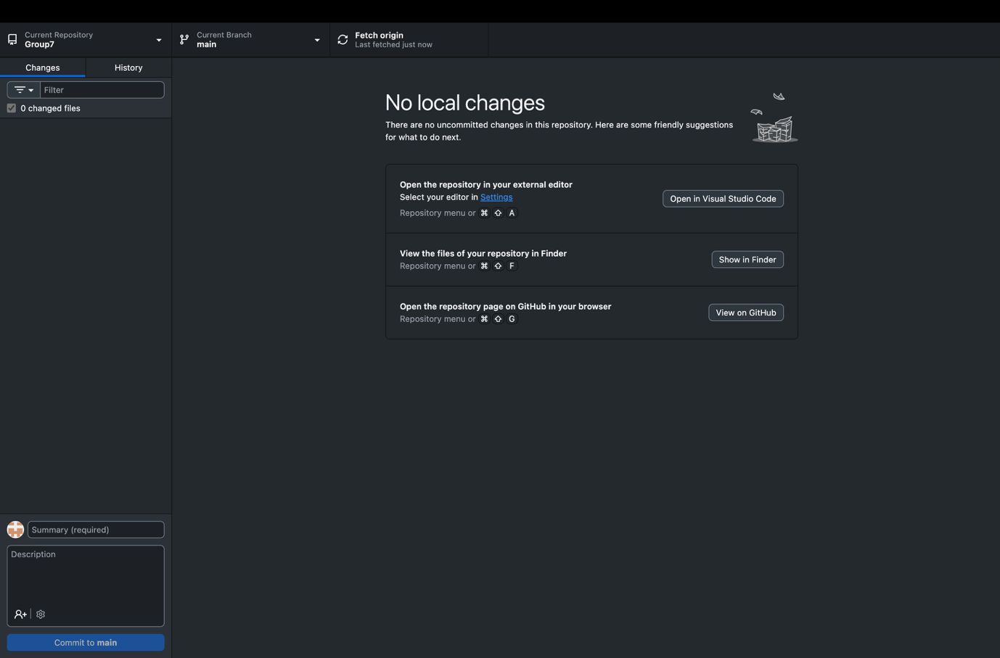 Current Repository
Group7
Current Branch
main
Fetch origin
Last fetched just now
Changes
History
Filter
0 changed files
No local changes
There are no uncommitted changes in this repository. Here are some friendly suggestions
for what to do next.
Open the repository in your external editor
Select your editor in Settings
Repository menu or ⌘ ⇧ A
Open in Visual Studio Code
View the files of your repository in Finder
Repository menu or ⌘ ⇧ F
Show in Finder
Open the repository page on GitHub in your browser
Repository menu or ⌘ ⇧ G
View on GitHub
Summary (required)
Description
Commit to main